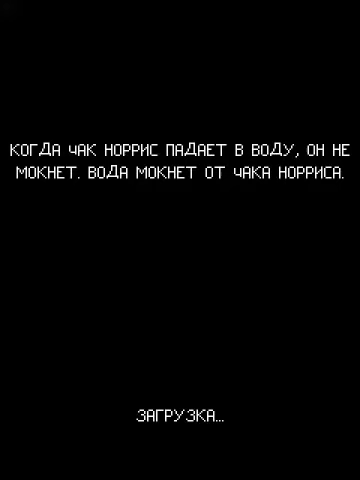 КОГДА ЧАК НОРРИС ПАДАЕТ В ВОДУ, ОН НЕ
МОКНЕТ. ВОДА МОКНЕТ ОТ ЧАКА НОРРИСА.
ЗАГРУЗКА...